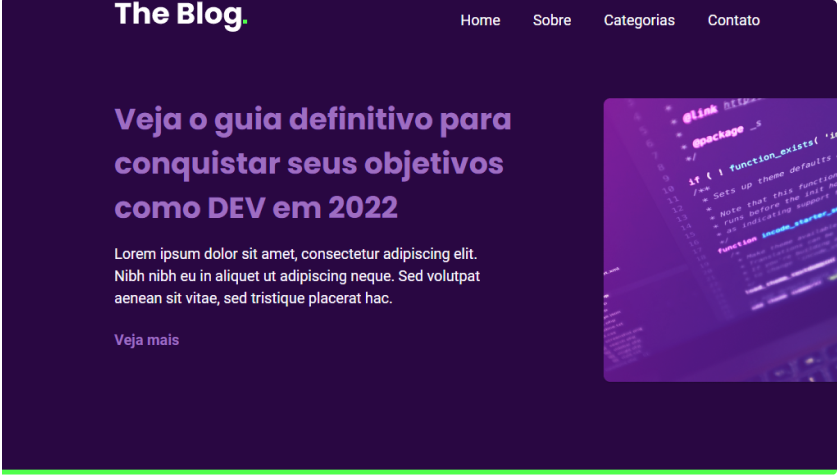 The Blog.
Home Sobre Categorias Contato
Veja o guia definitivo para
conquistar seus objetivos
como DEV em 2022
Lorem ipsum dolor sit amet, consectetur adipiscing elit.
Nibh nibh eu in aliquet ut adipiscing neque. Sed volutpat
aenean sit vitae, sed tristique placerat hac.
Veja mais
* @link
*
* @package _s
*/
if ( ! function_exists(
/**
* Sets up theme defaults
*
* Note that this function
* runs before the init
* as indicating support
function